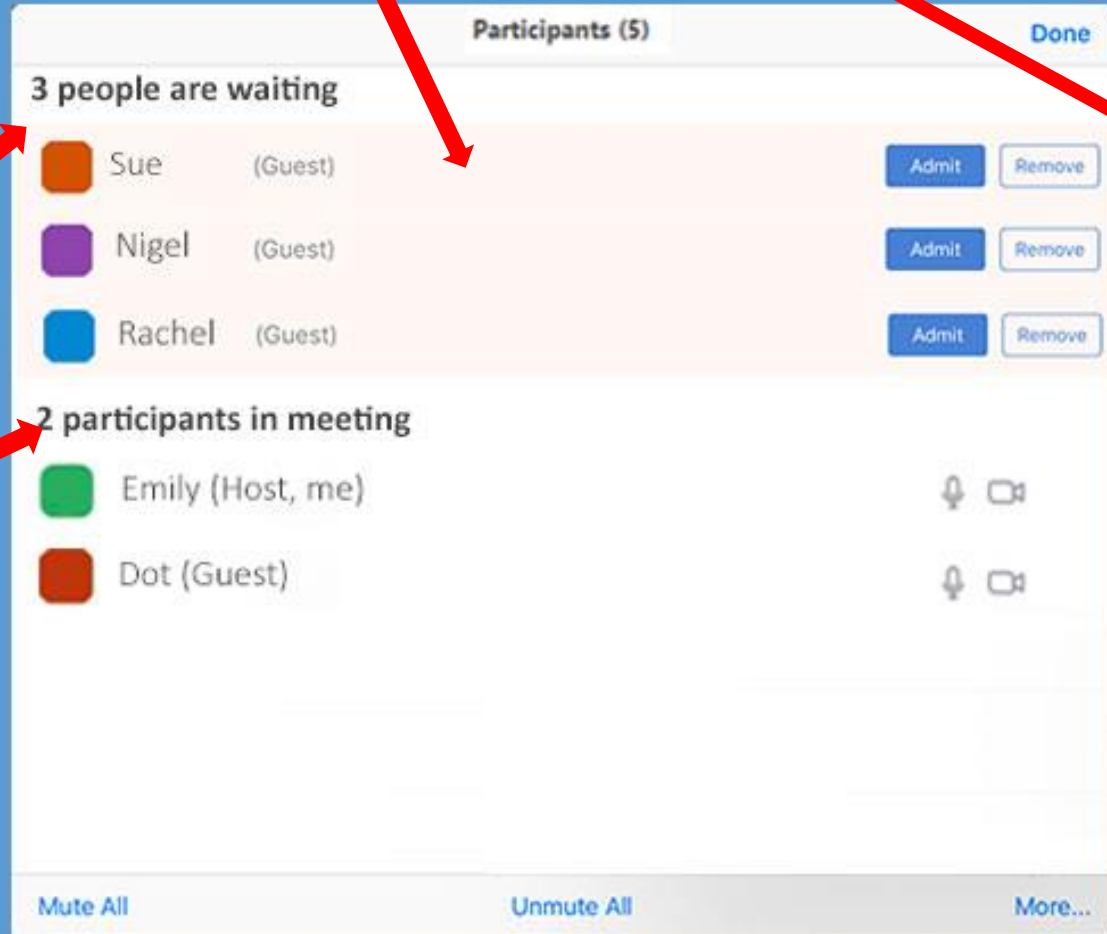 Participants (5) Done
3 people are waiting
Sue (Guest) Admit Remove
Nigel (Guest) Admit Remove
Rachel (Guest) Admit Remove
2 participants in meeting
Emily (Host, me)
Dot (Guest)
Mute All Unmute All More...